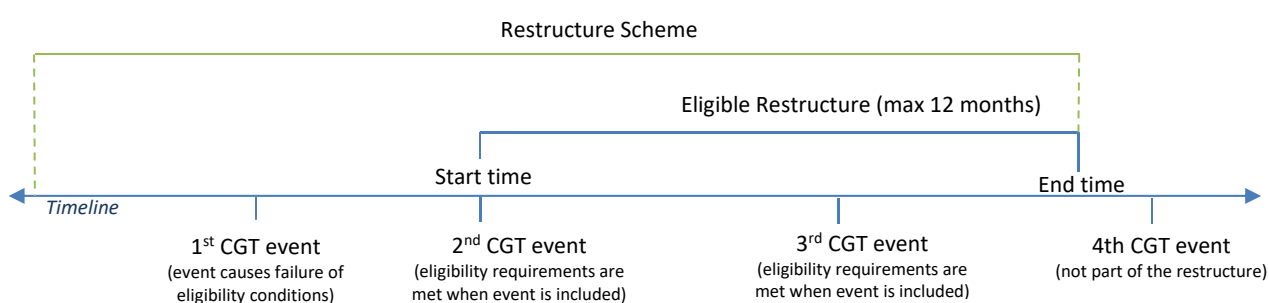 Restructure Scheme
Eligible Restructure (max 12 months)
Start time
End time
Timeline
1st CGT event
(event causes failure of
eligibility conditions)
2nd CGT event
(eligibility requirements are
met when event is included)
3rd CGT event
(eligibility requirements are
met when event is included)
4th CGT event
(not part of the restructure)